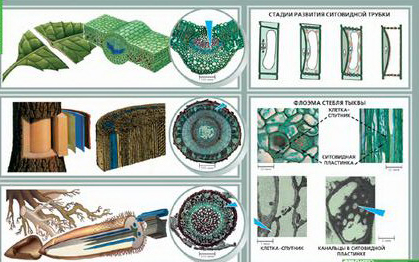 СТАДИИ РАЗВИТИЯ СИТОВИДНОЙ ТРУБКИ
ФЛОЭМА СТЕБЛЯ ТЫКВЫ
КЛЕТКА-
СПУТНИК
СИТОВИДНАЯ
ПЛАСТИНКА
КЛЕТКА-СПУТНИК
КАНАЛЬЦЫ В СИТОВИДНОЙ
ПЛАСТИНКЕ